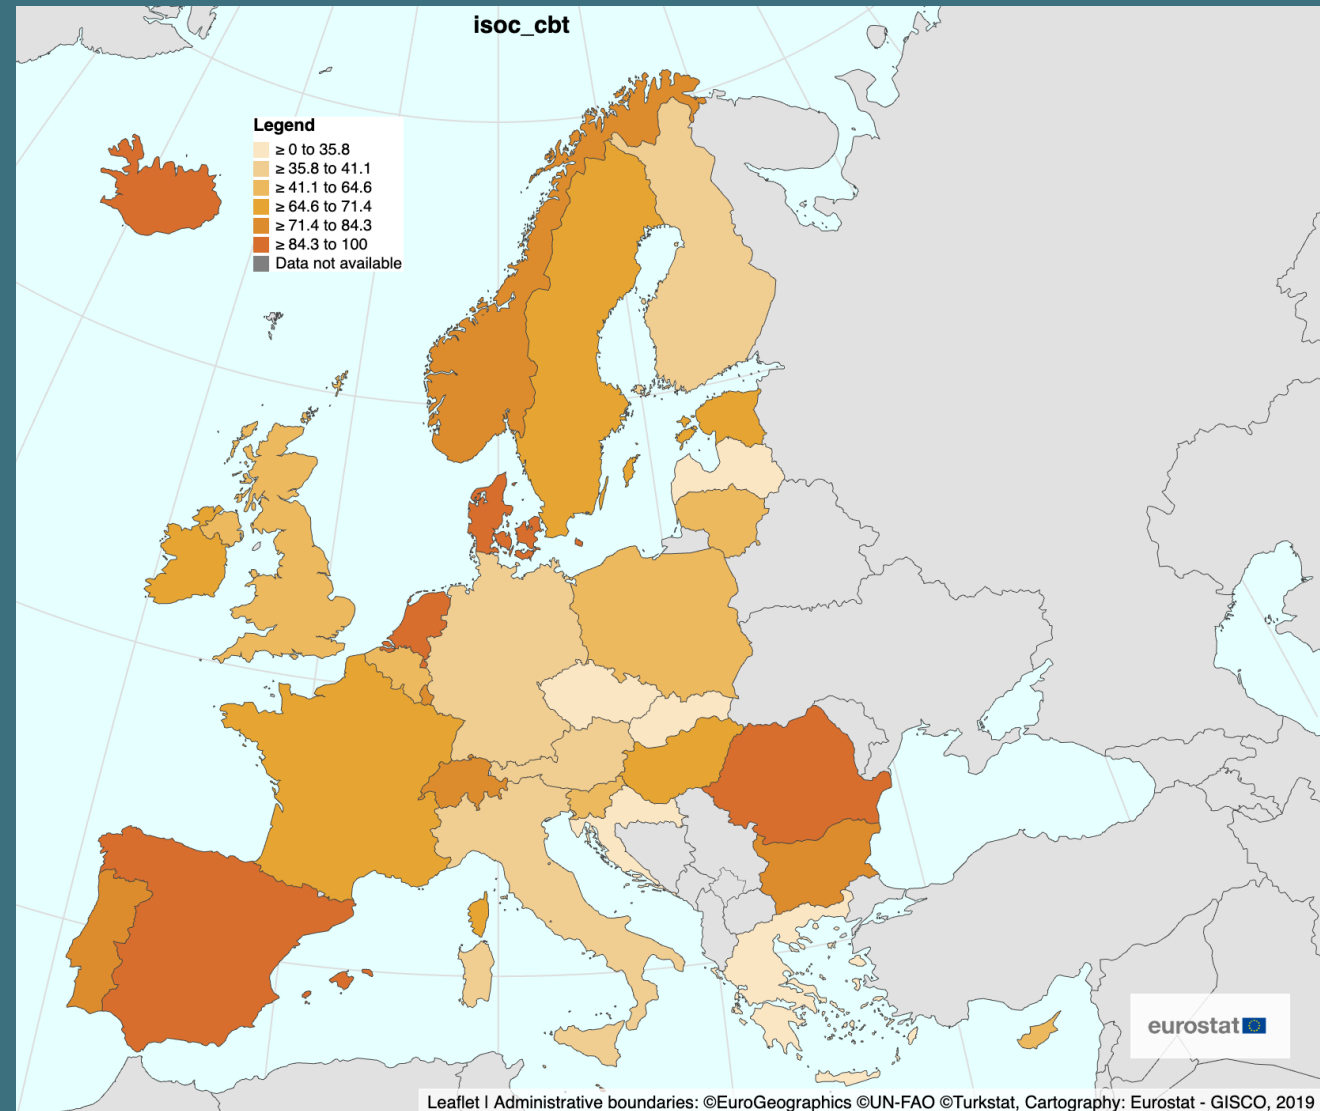 isoc_cbt
Legend
≥ 0 to 35.8
≥ 35.8 to 41.1
≥ 41.1 to 64.6
≥ 64.6 to 71.4
≥ 71.4 to 84.3
≥ 84.3 to 100
Data not available
eurostat
Leaflet | Administrative boundaries: ©EuroGeographics ©UN-FAO ©Turkstat, Cartography: Eurostat - GISCO, 2019